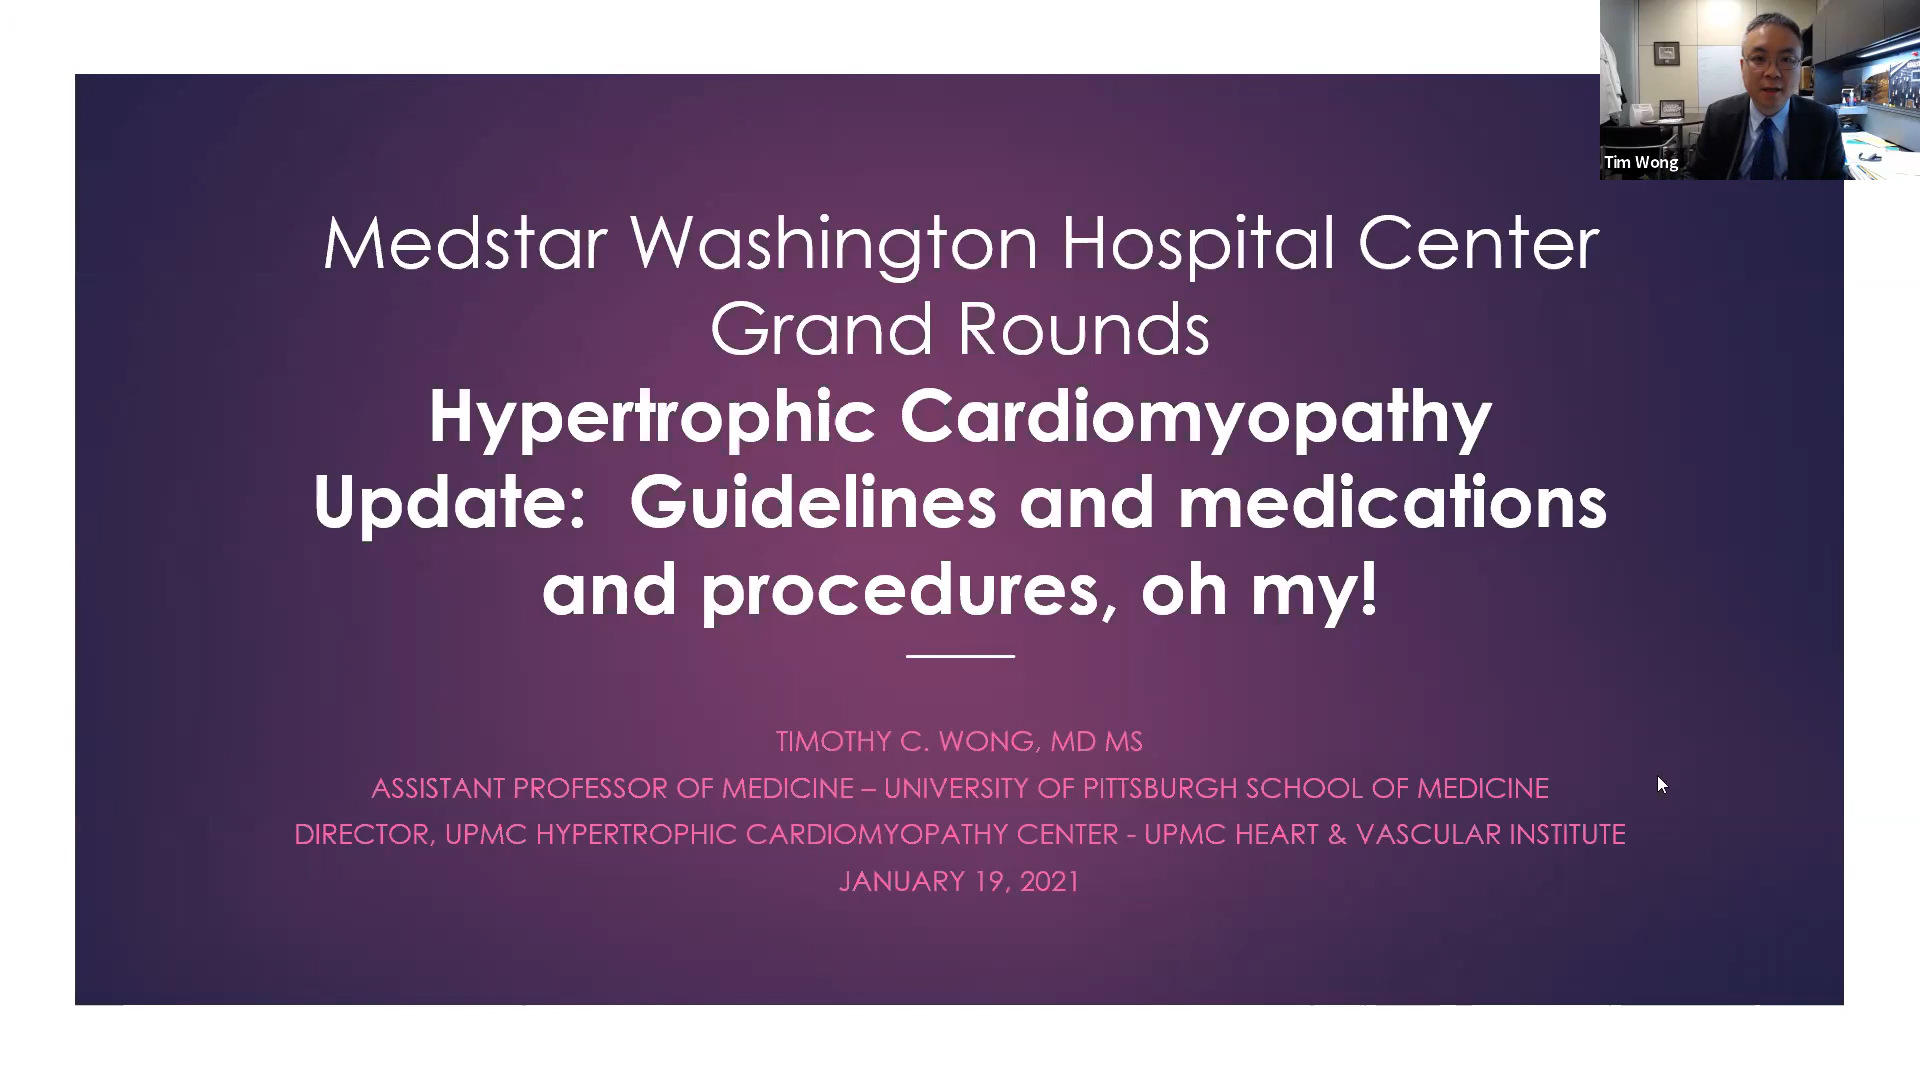 Tim Wong
Medstar Washington Hospital Center
Grand Rounds
Hypertrophic Cardiomyopathy
Update:  Guidelines and medications
and procedures, oh my!
TIMOTHY C. WONG, MD MS
ASSISTANT PROFESSOR OF MEDICINE – UNIVERSITY OF PITTSBURGH SCHOOL OF MEDICINE
DIRECTOR, UPMC HYPERTROPHIC CARDIOMYOPATHY CENTER - UPMC HEART & VASCULAR INSTITUTE
JANUARY 19, 2021